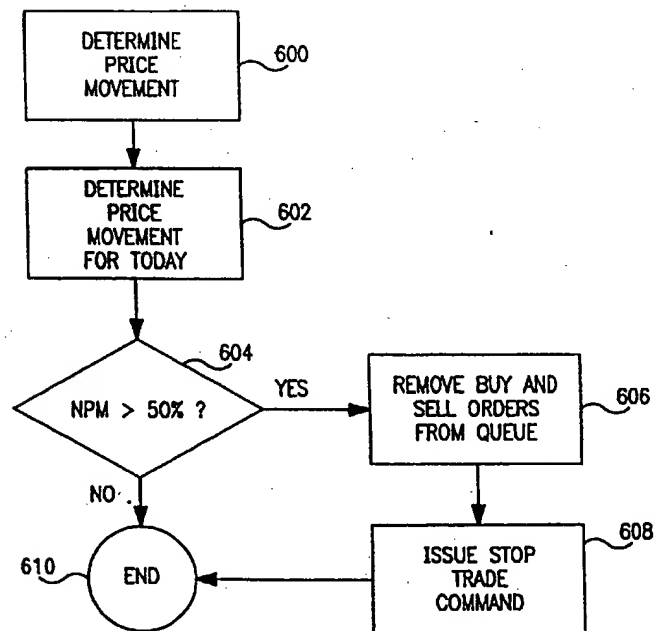 DETERMINE
PRICE
MOVEMENT
600
DETERMINE
PRICE
MOVEMENT
FOR TODAY
602
604
NPM > 50% ?
YES
REMOVE BUY AND
SELL ORDERS
FROM QUEUE
606
NO
ISSUE STOP
TRADE
COMMAND
608
610
END